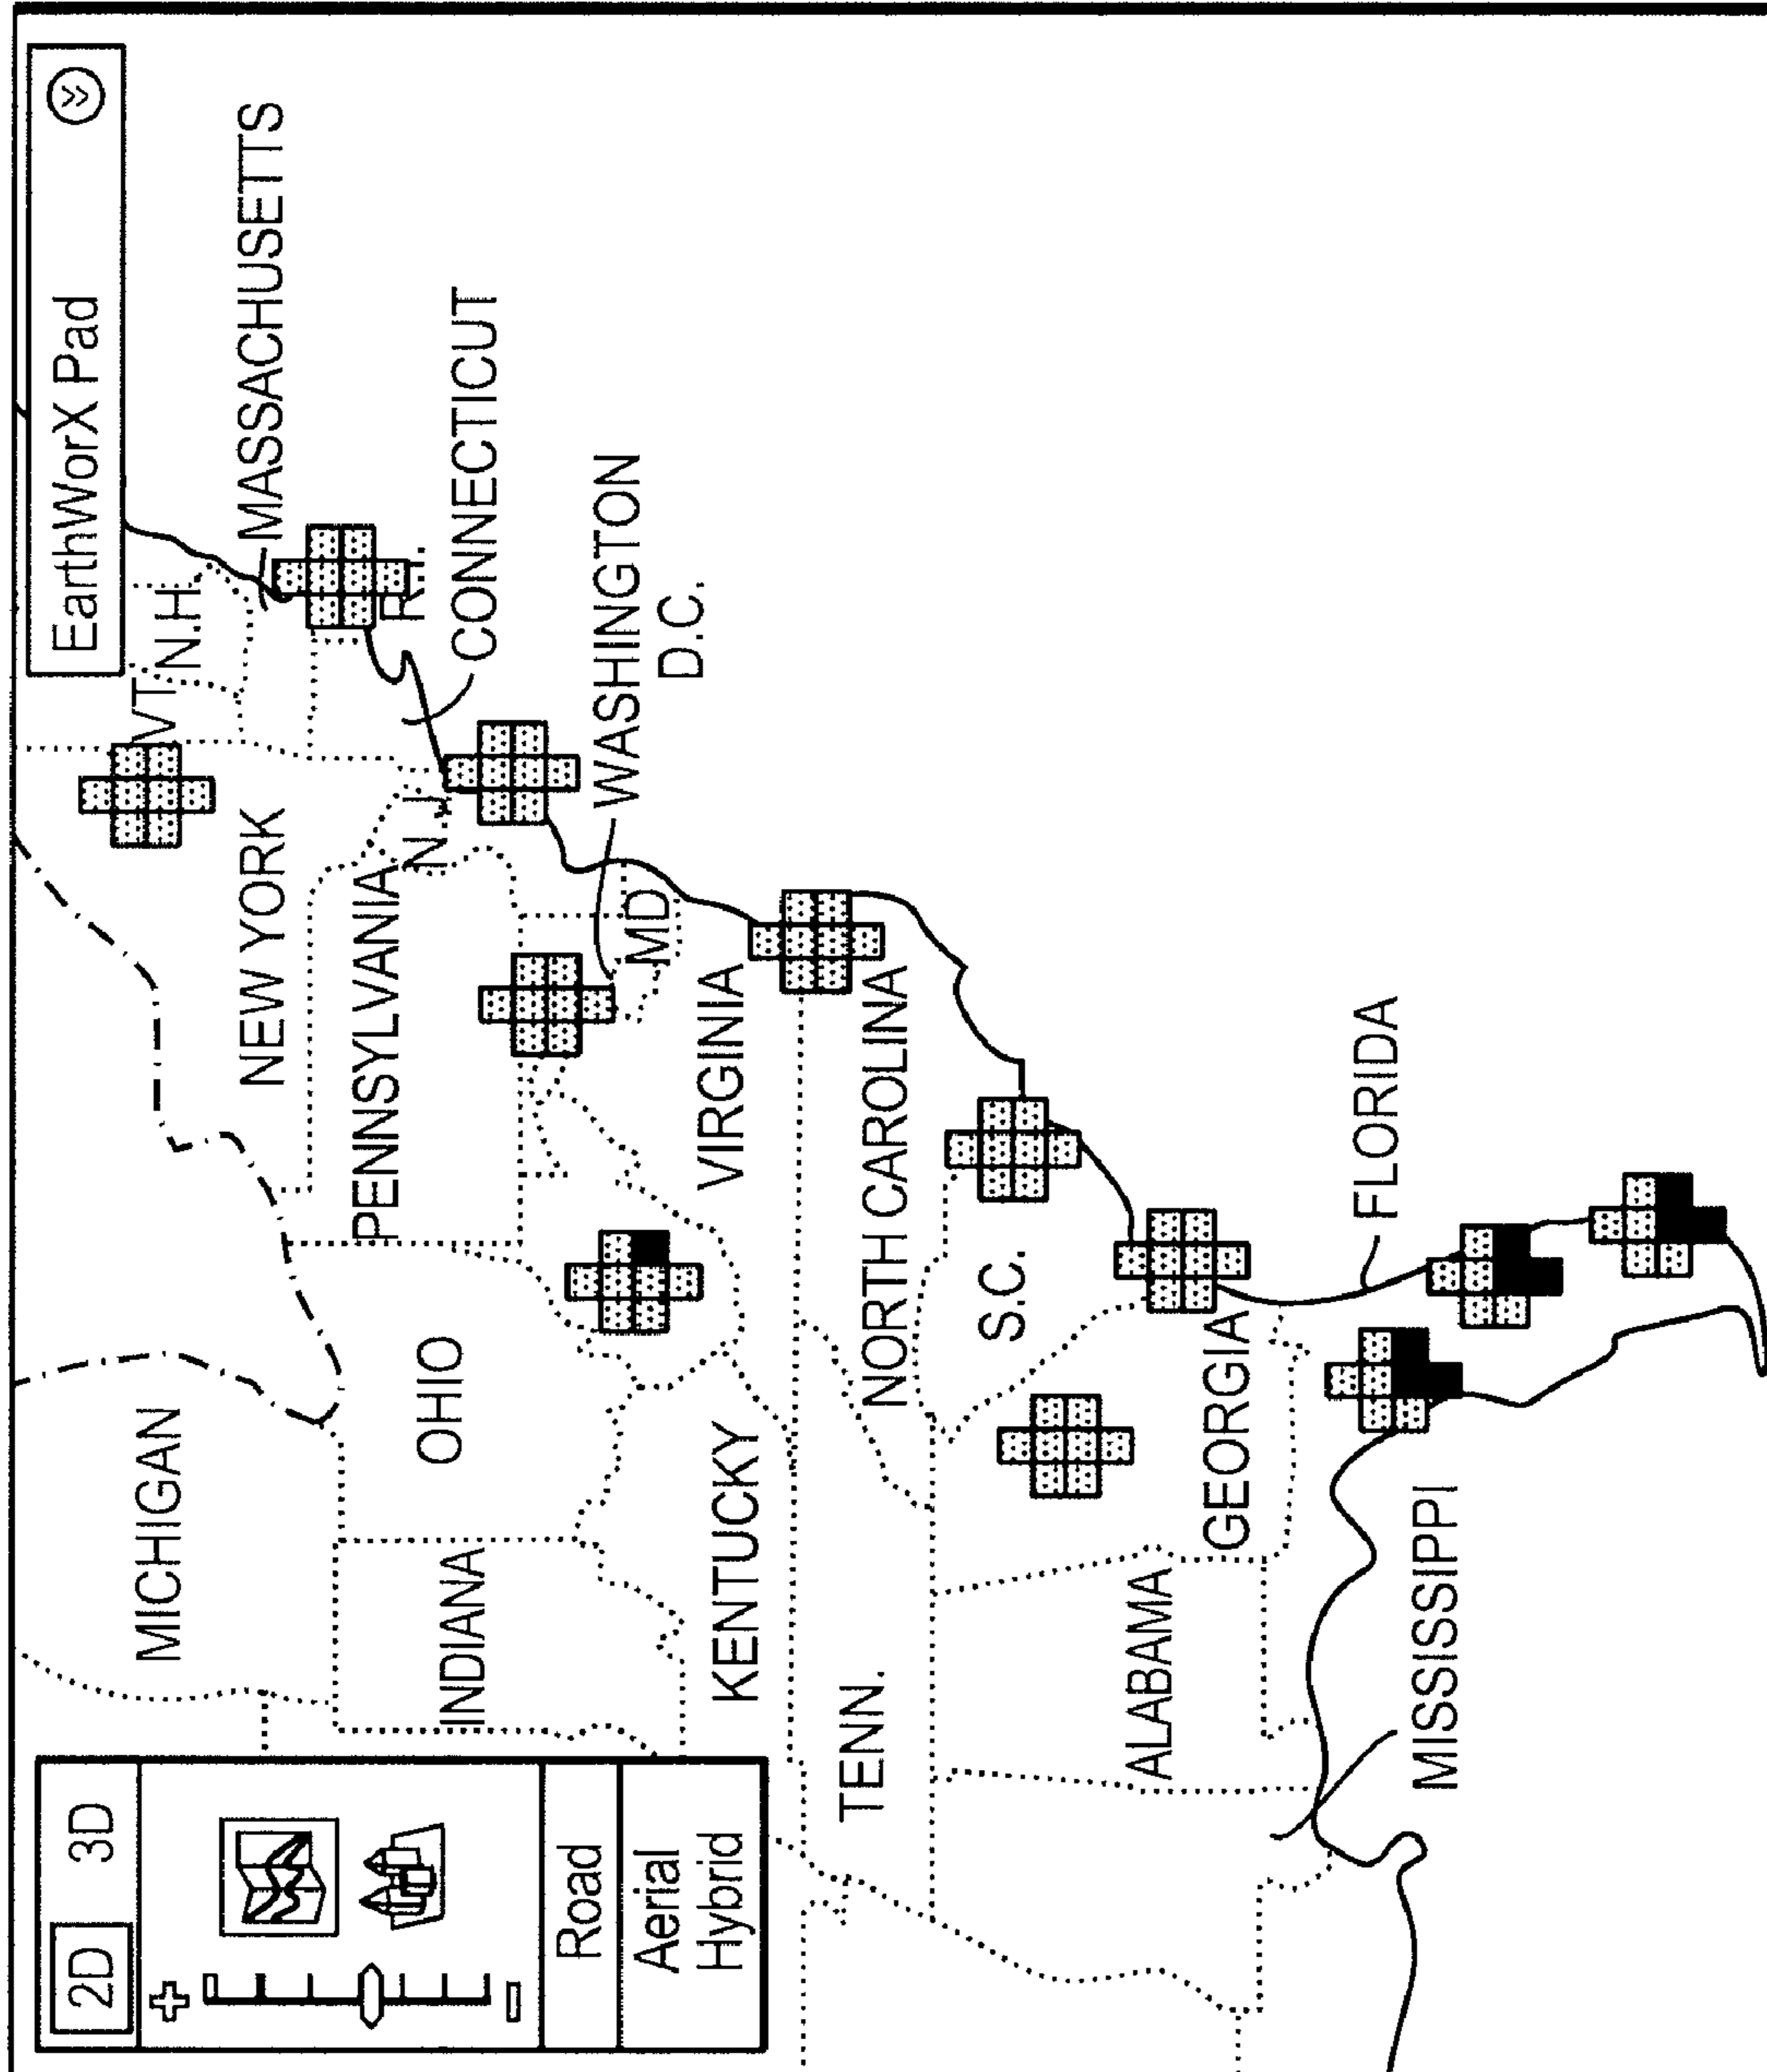 2D 3D
Road
Aerial
Hybrid
EarthWorX Pad
MICHIGAN
VT
N.H.
NEW YORK
MASSACHUSETTS
R.I.
PENNSYLVANIA
N.J.
CONNECTICUT
OHIO
INDIANA
WASHINGTON
D.C.
MD
VIRGINIA
KENTUCKY
TENN.
NORTH CAROLINA
S.C.
ALABAMA
GEORGIA
FLORIDA
MISSISSIPPI